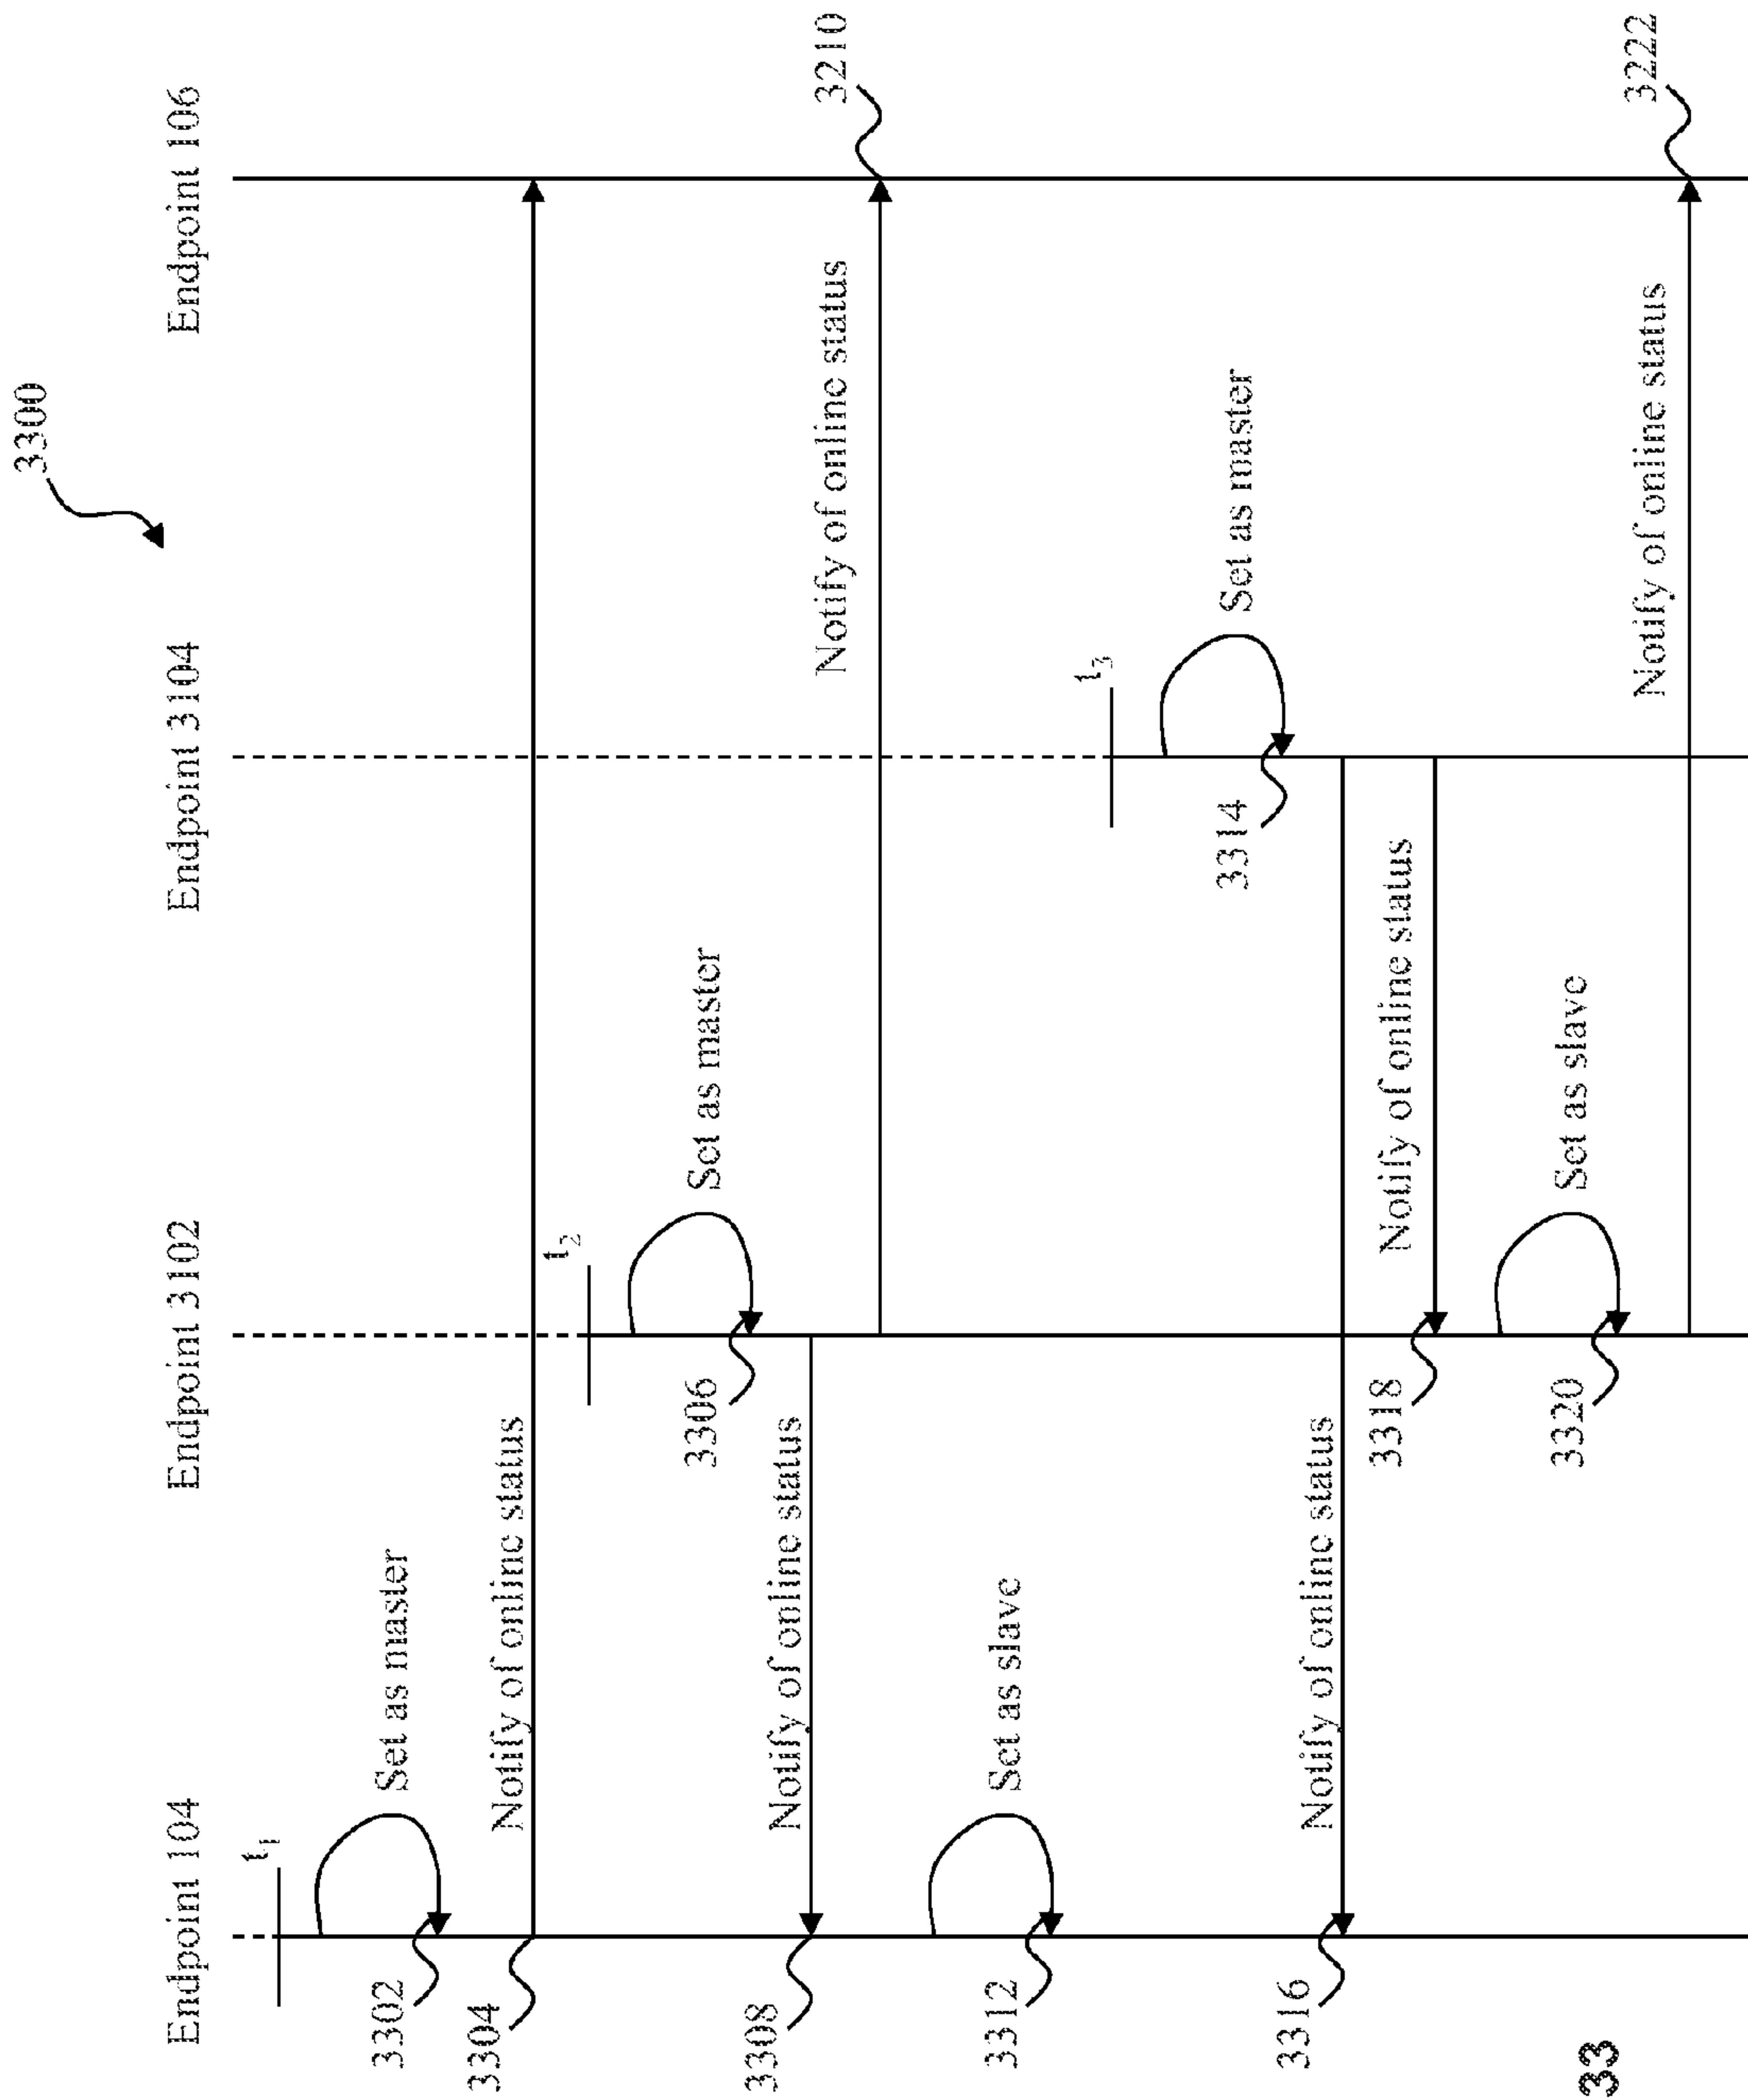 3300
Endpoint 104
Endpoint 3102
Endpoint 3104
Endpoint 106
t1
3302
Set as master
3304
Notify of online status
t2
3306
Set as master
3308
Notify of online status
Notify of online status
3210
3312
Set as slave
t3
3314
Set as master
3316
Notify of online status
3318
Notify of online status
3320
Set as slave
Notify of online status
3222
33